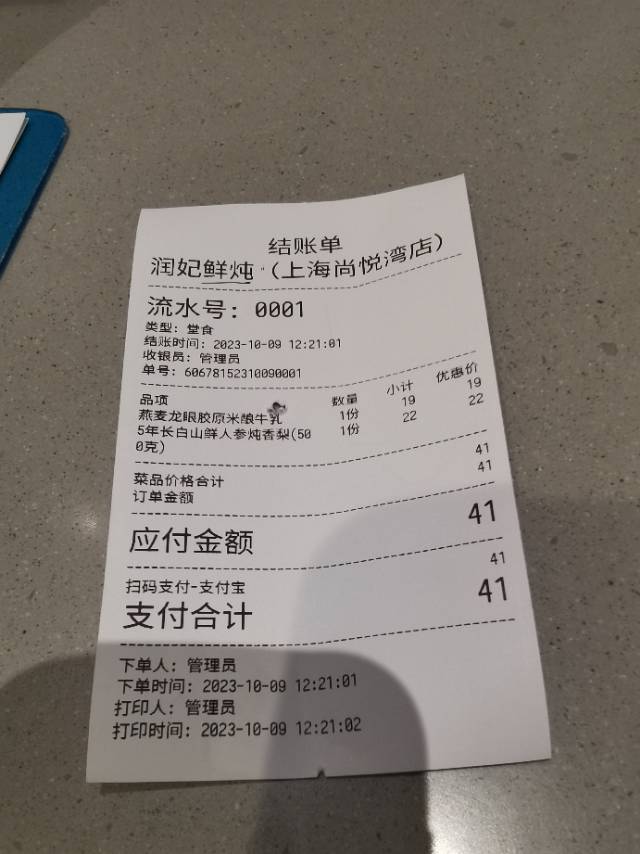 结账单
润妃鲜炖（上海尚悦湾店）
流水号：0001
类型：堂食
结账时间：2023-10-09 12:21:01
收银员：管理员
单号：60678152310090001
品项 数量 小计 优惠价
燕麦龙眼胶原米酿牛乳 1份 19 19
5年长白山鲜人参炖香梨(50 1份 22 22
0克)
菜品价格合计 41
订单金额 41
应付金额 41
扫码支付-支付宝 41
支付合计 41
下单人：管理员
下单时间：2023-10-09 12:21:01
打印人：管理员
打印时间：2023-10-09 12:21:02